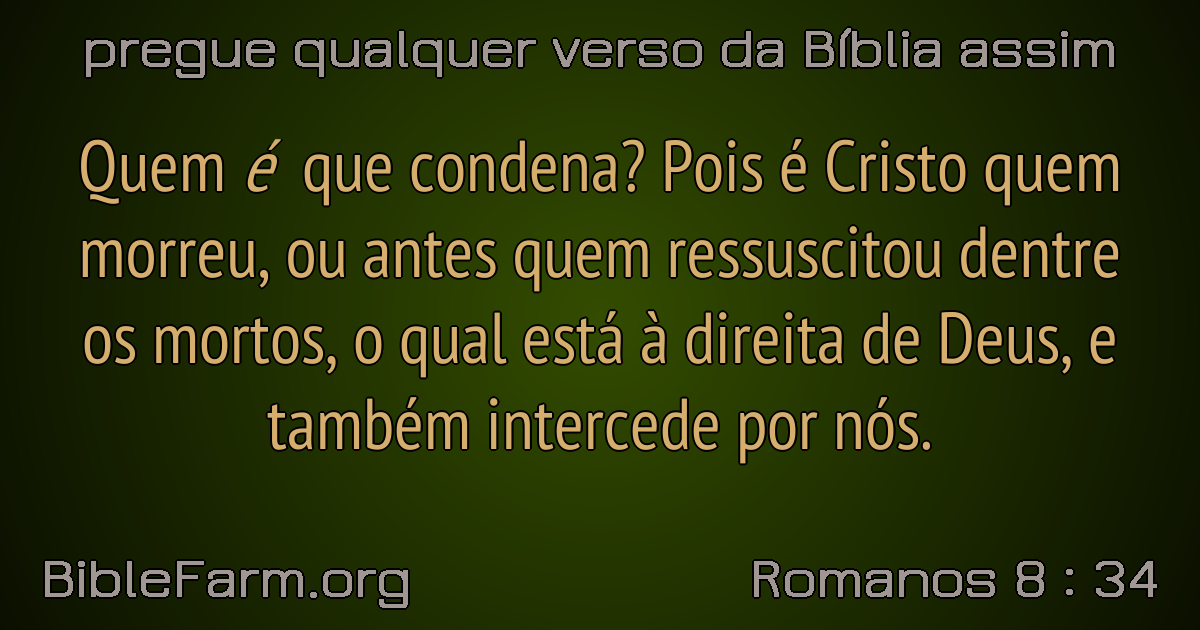 pregue qualquer verso da Bíblia assim
Quem é que condena? Pois é Cristo quem
morreu, ou antes quem ressuscitou dentre
os mortos, o qual está à direita de Deus, e
também intercede por nós.
BibleFarm.org
Romanos 8 : 34